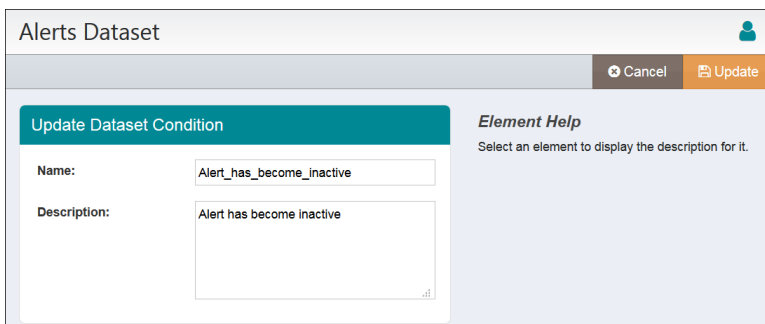 Alerts Dataset
Cancel
Update
Update Dataset Condition
Element Help
Select an element to display the description for it.
Name:
Alert_has_become_inactive
Description:
Alert has become inactive